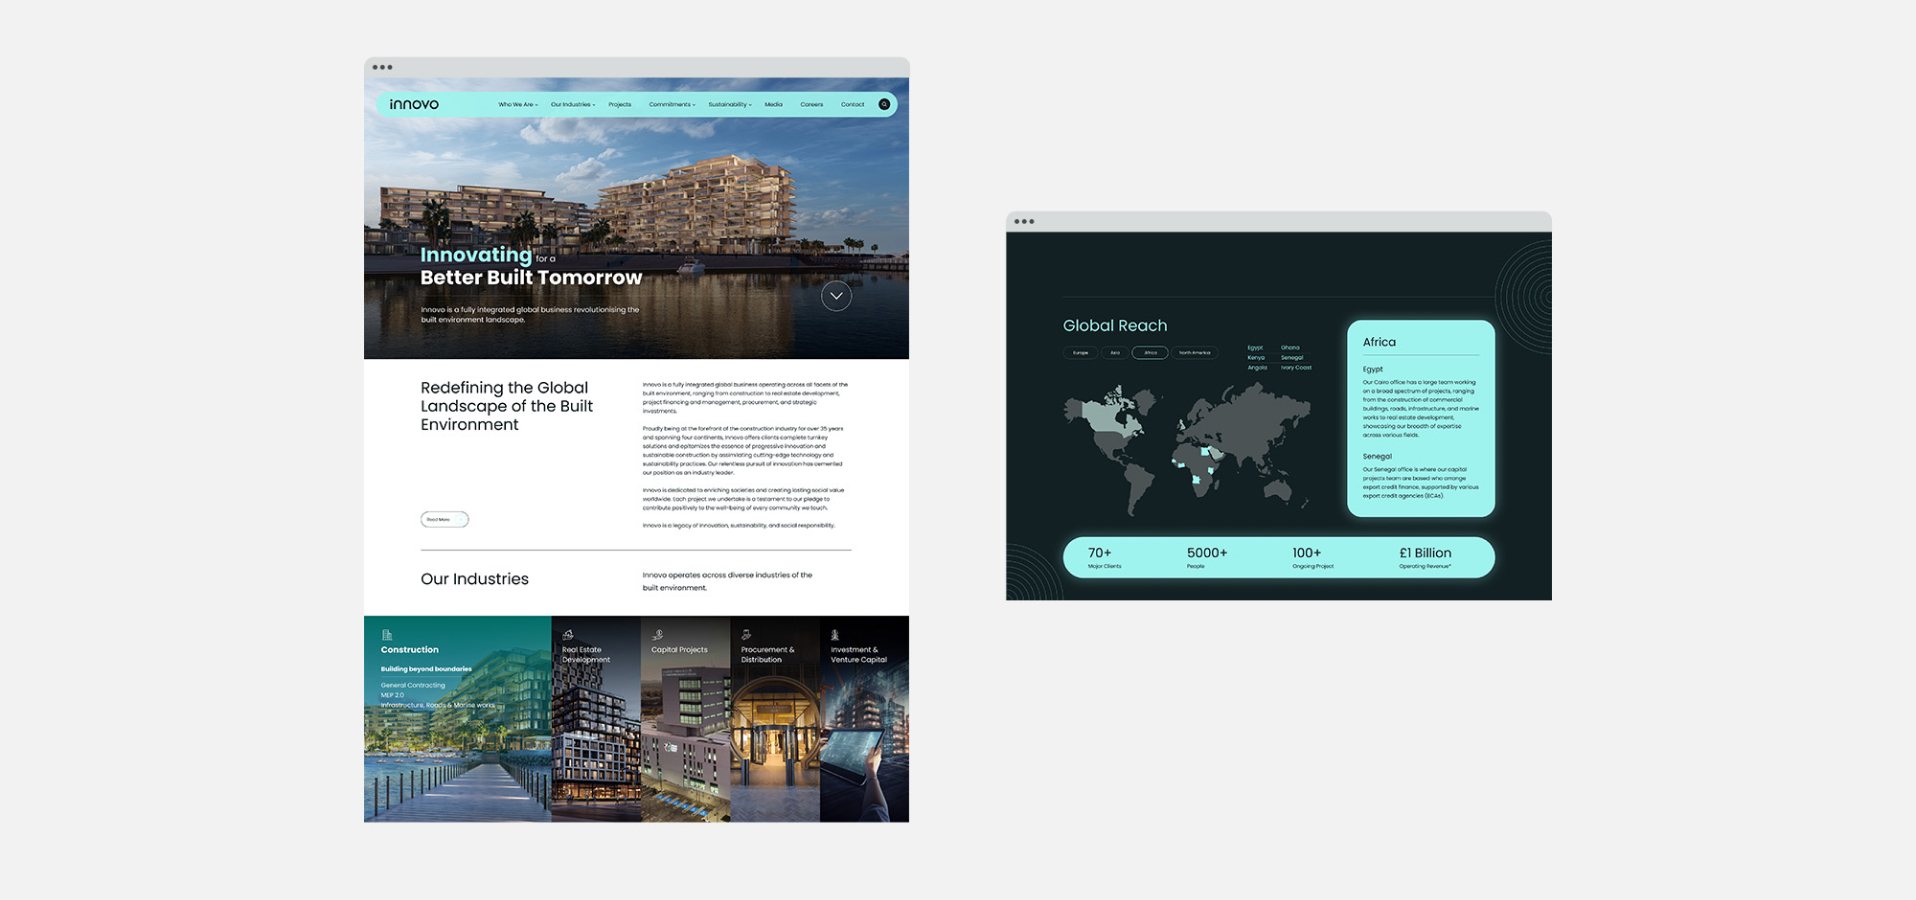 innovo
Who We Are
Our Industries
Projects
Commitments
Sustainability
Media
Careers
Contact
Innovating for a
Better Built Tomorrow
Innovo is a fully integrated global business revolutionising the
built environment landscape.
Redefining the Global
Landscape of the Built
Environment
Read More
Innovo is a fully integrated global business operating across all facets of the
built environment, ranging from construction to real estate development,
project financing and management, procurement, and strategic
investments.
Proudly being at the forefront of the construction industry for over 35 years
and spanning four continents, Innovo offers clients complete turnkey
solutions and epitomizes the essence of progressive innovation and
sustainable construction by assimilating cutting-edge technology and
sustainability practices. Our relentless pursuit of innovation has cemented
our position as an industry leader.
Innovo is dedicated to enriching societies and creating lasting social value
worldwide. Each project we undertake is a testament to our pledge to
contribute positively to the well-being of every community we touch.
Innovo is a legacy of innovation, sustainability, and social responsibility.
Our Industries
Innovo operates across diverse industries of the
built environment.
Construction
Building beyond boundaries
General Contracting
MEP 2.0
Infrastructure, Roads & Marine works
Real Estate
Development
Capital Projects
Procurement &
Distribution
Investment &
Venture Capital
Global Reach
Europe
Asia
Africa
North America
Egypt
Ghana
Kenya
Senegal
Angola
Ivory Coast
Africa
Egypt
Our Cairo office has a large team working
on a broad spectrum of projects, ranging
from the construction of commercial
buildings, roads, infrastructure, and marine
works to real estate development,
showcasing our breadth of expertise
across various fields.
Senegal
Our Senegal office is where our capital
projects team are based who arrange
export credit finance, supported by various
export credit agencies (ECAs).
70+
Major Clients
5000+
People
100+
Ongoing Project
£1 Billion
Operating Revenue*